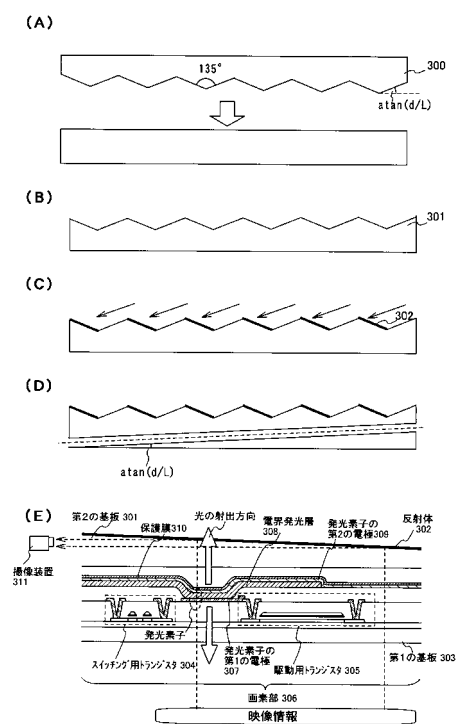 (A)
135°
300
atan(d/L)
(B)
301
(C)
302
(D)
atan(d/L)
(E)
第2の基板 301
保護膜310
光の射出方向
電界発光層
308
発光素子の
第2の電極309
反射体
302
撮像装置
311
発光素子
スイッチング用トランジスタ 304
発光素子の
第1の電極
307
駆動用トランジスタ 305
第1の基板 303
画素部 306
映像情報